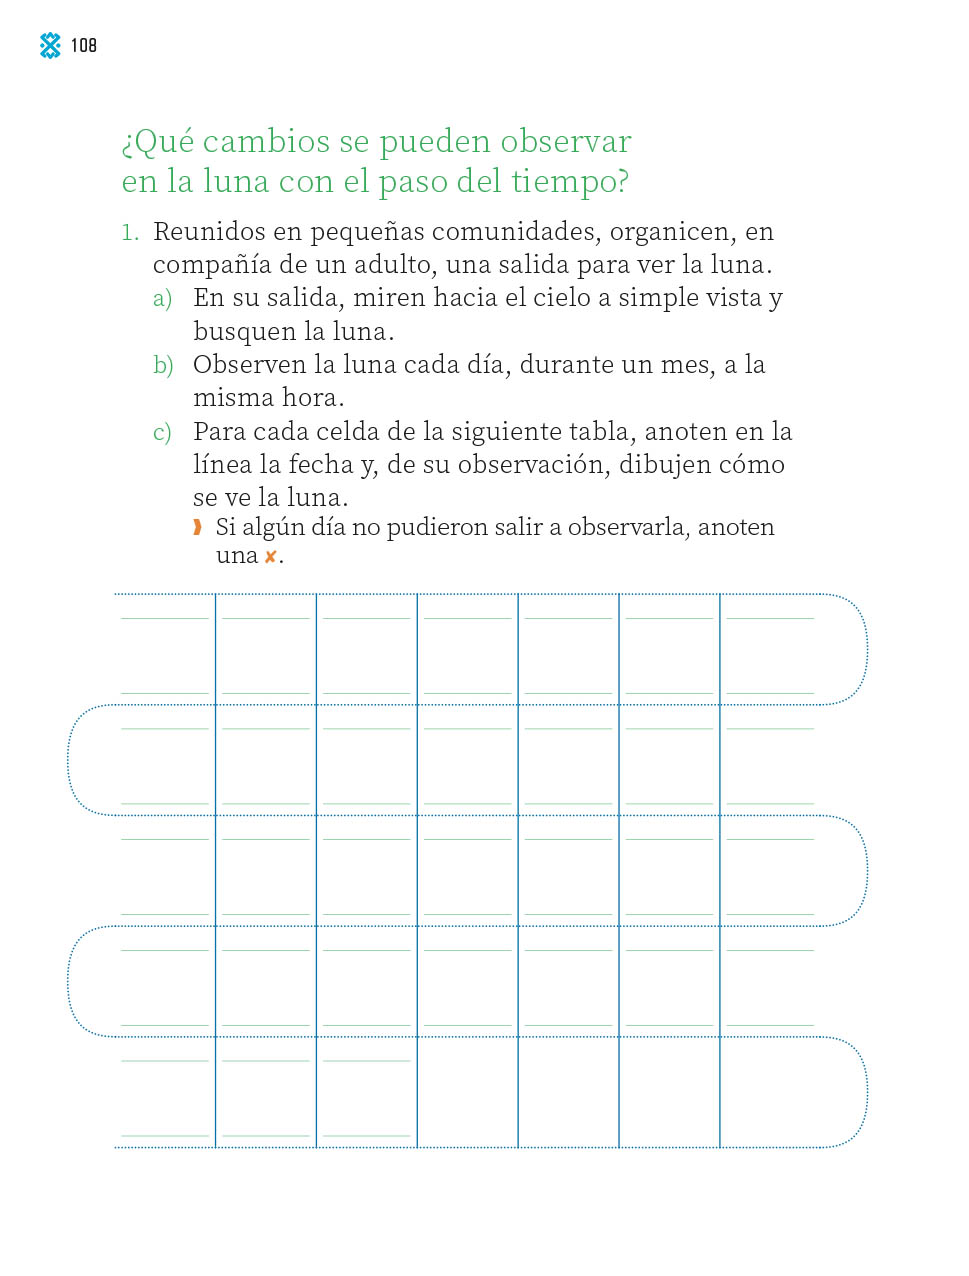 108
¿Qué cambios se pueden observar
en la luna con el paso del tiempo?
1. Reunidos en pequeñas comunidades, organicen, en
compañía de un adulto, una salida para ver la luna.
a) En su salida, miren hacia el cielo a simple vista y
busquen la luna.
b) Observen la luna cada día, durante un mes, a la
misma hora.
c) Para cada celda de la siguiente tabla, anoten en la
línea la fecha y, de su observación, dibujen cómo
se ve la luna.
Si algún día no pudieron salir a observarla, anoten
una ✘.